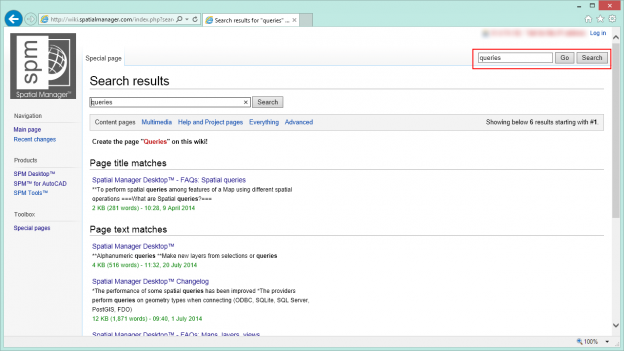 http://wiki.spatialmanager.com/index.php?sear
Search results for "queries" ...
Log in
spm
Spatial Manager™
Special page
queries
Go
Search
Search results
queries
Search
Navigation
Main page
Recent changes
Products
SPM Desktop™
SPM™ for AutoCAD
SPM Tools™
Toolbox
Special pages
Content pages Multimedia Help and Project pages Everything Advanced
Showing below 6 results starting with #1.
Create the page "Queries" on this wiki!
Page title matches
Spatial Manager Desktop™ - FAQs: Spatial queries
**To perform spatial queries among features of a Map using different spatial
operations ===What are Spatial queries?===
2 KB (281 words) - 10:28, 9 April 2014
Page text matches
Spatial Manager Desktop™
**Alphanumeric queries **Make new layers from selections or queries
4 KB (516 words) - 11:32, 20 July 2014
Spatial Manager Desktop™ Changelog
*The performance of some spatial queries has been improved *The providers
perform queries on geometry types when connecting (ODBC, SQLite, SQL Server,
PostGIS, FDO)
12 KB (1,871 words) - 09:40, 1 July 2014
Spatial Manager Desktop™ - FAQs: Maps, layers, views
100%